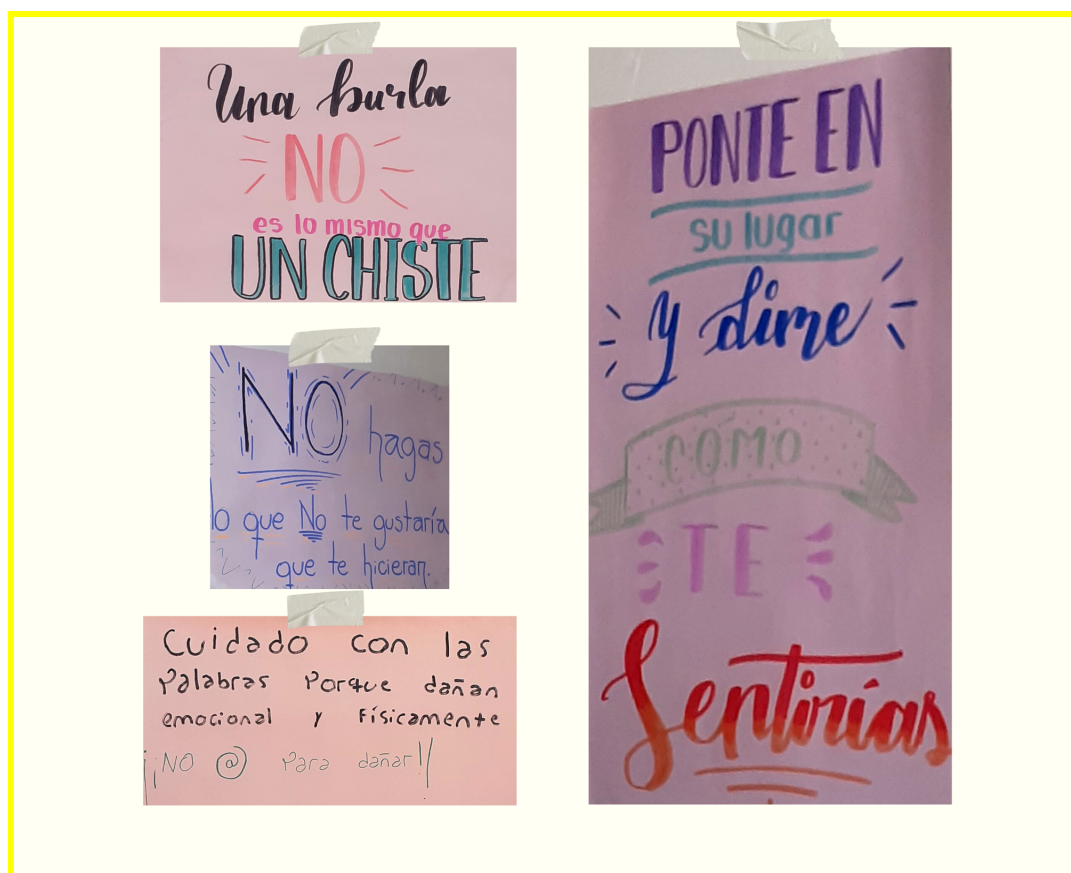 Una burla
NO
es lo mismo que
UN CHISTE
NO hagas
lo que No te gustaría
que te hicieran.
Cuidado con las
Palabras Porque dañan
emocional y Físicamente
¡¡NO @ Para dañar!!
PONTE EN
su lugar
y dime
COMO
TE
Sentirías